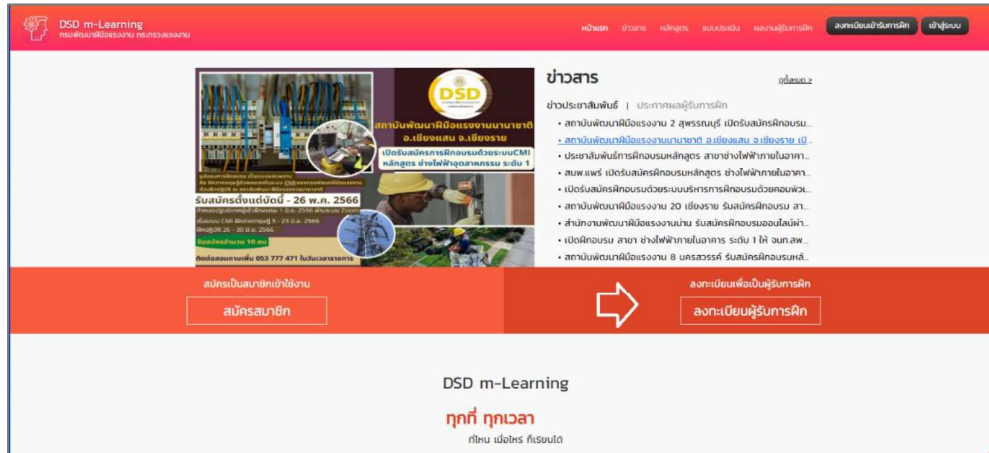 DSD m-Learning
กรมพัฒนาฝีมือแรงงาน กระทรวงแรงงาน
หน้าแรก ข่าวสาร หลักสูตร แบบประเมิน ผลงานผู้รับการฝึก ลงทะเบียนเข้ารับการฝึก เข้าสู่ระบบ
DSD
สถาบันพัฒนาฝีมือแรงงานนานาชาติ
อ.เชียงแสน จ.เชียงราย
เปิดรับสมัครการฝึกอบรมด้วยระบบCMI
หลักสูตร ช่างไฟฟ้าอุตสาหกรรม ระดับ 1
รับสมัครตั้งแต่บัดนี้ - 26 พ.ค. 2566
รับสมัครจำนวน 10 คน
ติดต่อสอบถามเพิ่ม 053 777 471 ในวันเวลาราชการ
ข่าวสาร
ดูทั้งหมด >
ข่าวประชาสัมพันธ์ | ประกาศผลผู้รับการฝึก
• สถาบันพัฒนาฝีมือแรงงาน 2 สุพรรณบุรี เปิดรับสมัครฝึกอบรม...
• สถาบันพัฒนาฝีมือแรงงานนานาชาติ อ.เชียงแสน จ.เชียงราย เปิ...
• ประชาสัมพันธ์การฝึกอบรมหลักสูตร สาขาช่างไฟฟ้าภายในอาคา...
• สนพ.แพร่ เปิดรับสมัครฝึกอบรม หลักสูตร ช่างไฟฟ้าภายในอาคา...
• เปิดรับสมัครฝึกอบรมด้วยระบบบริหารการฝึกอบรมด้วยคอมพิวเ...
• สถาบันพัฒนาฝีมือแรงงาน 20 เชียงราย รับสมัครฝึกอบรม สา...
• สำนักงานพัฒนาฝีมือแรงงานน่าน รับสมัครฝึกอบรมออนไลน์ผ่า...
• เปิดฝึกอบรม สาขา ช่างไฟฟ้าภายในอาคาร ระดับ 1 ให้ จนท.สพ...
• สถาบันพัฒนาฝีมือแรงงาน 8 นครสวรรค์ รับสมัครฝึกอบรมหลั...
สมัครเป็นสมาชิกเข้าใช้งาน
สมัครสมาชิก
ลงทะเบียนเพื่อเป็นผู้รับการฝึก
ลงทะเบียนผู้รับการฝึก
DSD m-Learning
ทุกที่ ทุกเวลา
ที่ไหน เมื่อไหร่ ก็เรียนได้